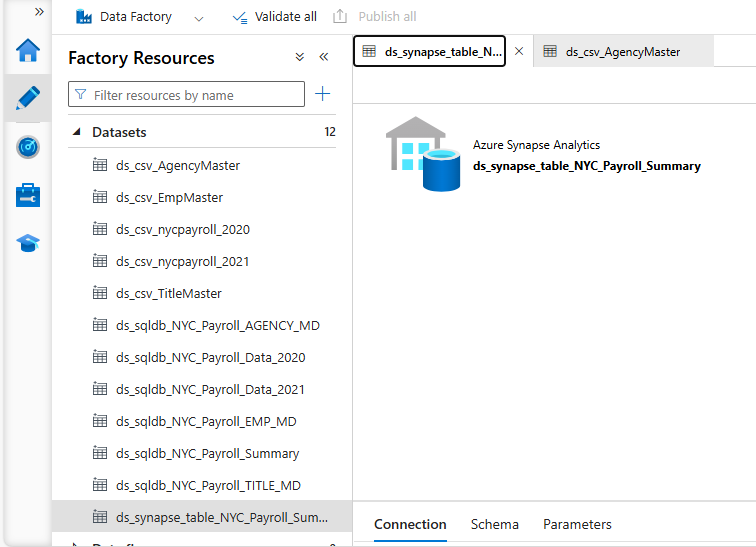 »
Data Factory
Validate all
Publish all
Factory Resources
«
Filter resources by name
+
Datasets 12
ds_csv_AgencyMaster
ds_csv_EmpMaster
ds_csv_nycpayroll_2020
ds_csv_nycpayroll_2021
ds_csv_TitleMaster
ds_sqldb_NYC_Payroll_AGENCY_MD
ds_sqldb_NYC_Payroll_Data_2020
ds_sqldb_NYC_Payroll_Data_2021
ds_sqldb_NYC_Payroll_EMP_MD
ds_sqldb_NYC_Payroll_Summary
ds_sqldb_NYC_Payroll_TITLE_MD
ds_synapse_table_NYC_Payroll_Sum...
ds_synapse_table_N...
ds_csv_AgencyMaster
Azure Synapse Analytics
ds_synapse_table_NYC_Payroll_Summary
Connection
Schema
Parameters